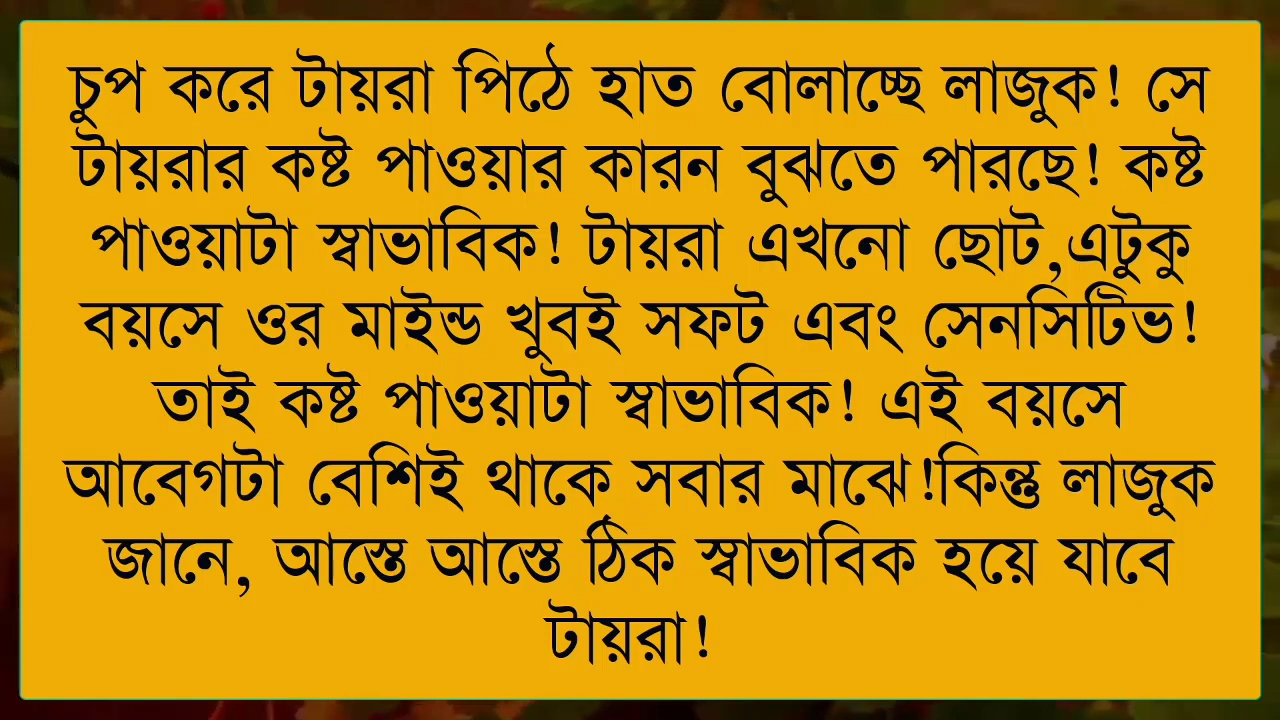 চুপ করে টায়রা পিঠে হাত বোলাচ্ছে লাজুক! সে
টায়রার কষ্ট পাওয়ার কারন বুঝতে পারছে! কষ্ট
পাওয়াটা স্বাভাবিক! টায়রা এখনো ছোট,এটুকু
বয়সে ওর মাইন্ড খুবই সফট এবং সেনসিটিভ!
তাই কষ্ট পাওয়াটা স্বাভাবিক! এই বয়সে
আবেগটা বেশিই থাকে সবার মাঝে!কিন্তু লাজুক
জানে, আস্তে আস্তে ঠিক স্বাভাবিক হয়ে যাবে
টায়রা!